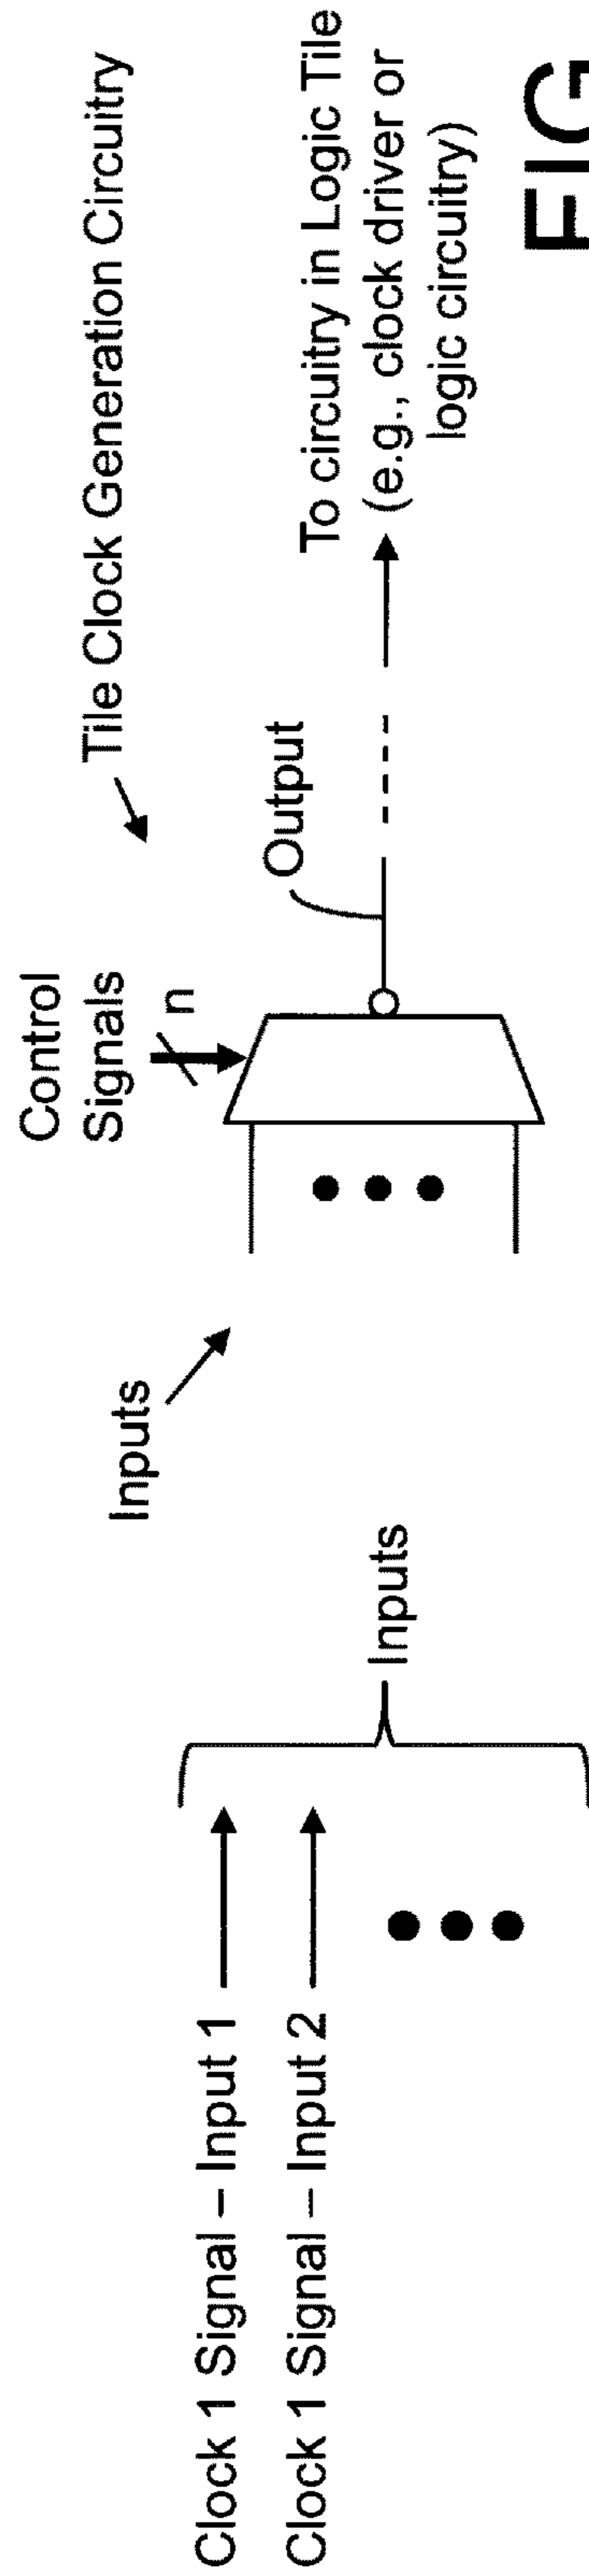 Tile Clock Generation Circuitry
Control
Signals
n
Output
To circuitry in Logic Tile
(e.g., clock driver or
logic circuitry)
Inputs
Inputs
Clock 1 Signal – Input 1
Clock 1 Signal – Input 2
FIG